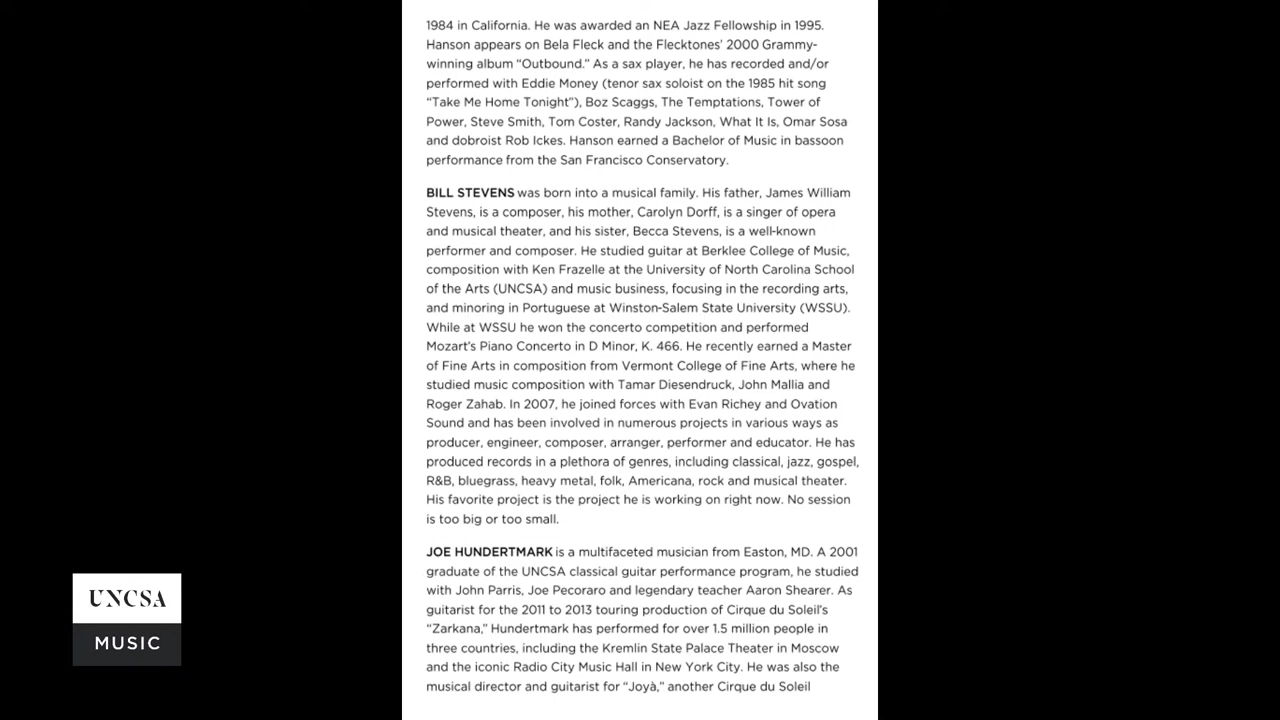 1984 in California. He was awarded an NEA Jazz Fellowship in 1995.
Hanson appears on Bela Fleck and the Flecktones’ 2000 Grammy-
winning album “Outbound.” As a sax player, he has recorded and/or
performed with Eddie Money (tenor sax soloist on the 1985 hit song
“Take Me Home Tonight”), Boz Scaggs, The Temptations, Tower of
Power, Steve Smith, Tom Coster, Randy Jackson, What It Is, Omar Sosa
and dobroist Rob Ickes. Hanson earned a Bachelor of Music in bassoon
performance from the San Francisco Conservatory.
BILL STEVENS was born into a musical family. His father, James William
Stevens, is a composer, his mother, Carolyn Dorff, is a singer of opera
and musical theater, and his sister, Becca Stevens, is a well-known
performer and composer. He studied guitar at Berklee College of Music,
composition with Ken Frazelle at the University of North Carolina School
of the Arts (UNCSA) and music business, focusing in the recording arts,
and minoring in Portuguese at Winston-Salem State University (WSSU).
While at WSSU he won the concerto competition and performed
Mozart’s Piano Concerto in D Minor, K. 466. He recently earned a Master
of Fine Arts in composition from Vermont College of Fine Arts, where he
studied music composition with Tamar Diesendruck, John Mallia and
Roger Zahab. In 2007, he joined forces with Evan Richey and Ovation
Sound and has been involved in numerous projects in various ways as
producer, engineer, composer, arranger, performer and educator. He has
produced records in a plethora of genres, including classical, jazz, gospel,
R&B, bluegrass, heavy metal, folk, Americana, rock and musical theater.
His favorite project is the project he is working on right now. No session
is too big or too small.
JOE HUNDERTMARK is a multifaceted musician from Easton, MD. A 2001
graduate of the UNCSA classical guitar performance program, he studied
with John Parris, Joe Pecoraro and legendary teacher Aaron Shearer. As
guitarist for the 2011 to 2013 touring production of Cirque du Soleil’s
“Zarkana,” Hundertmark has performed for over 1.5 million people in
three countries, including the Kremlin State Palace Theater in Moscow
and the iconic Radio City Music Hall in New York City. He was also the
musical director and guitarist for “Joyà,” another Cirque du Soleil
UNCSA
MUSIC